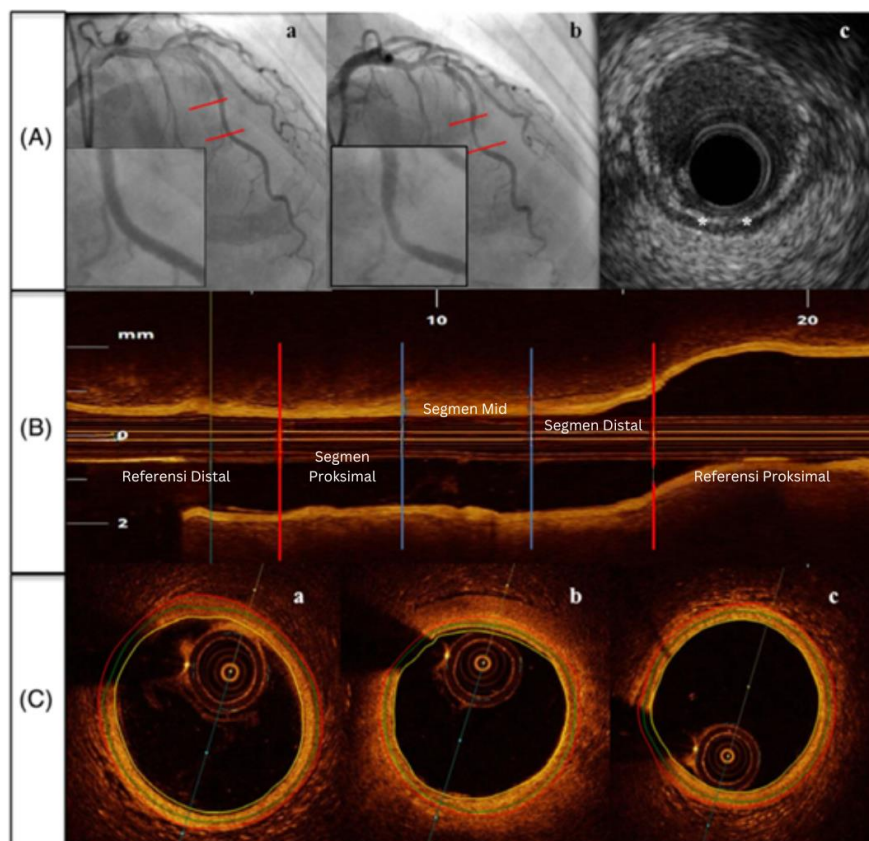 (A)
a
b
c
* *
(B)
mm
10
20
0
2
Segmen Mid
Segmen Distal
Referensi Distal
Segmen
Proksimal
Referensi Proksimal
(C)
a
b
c